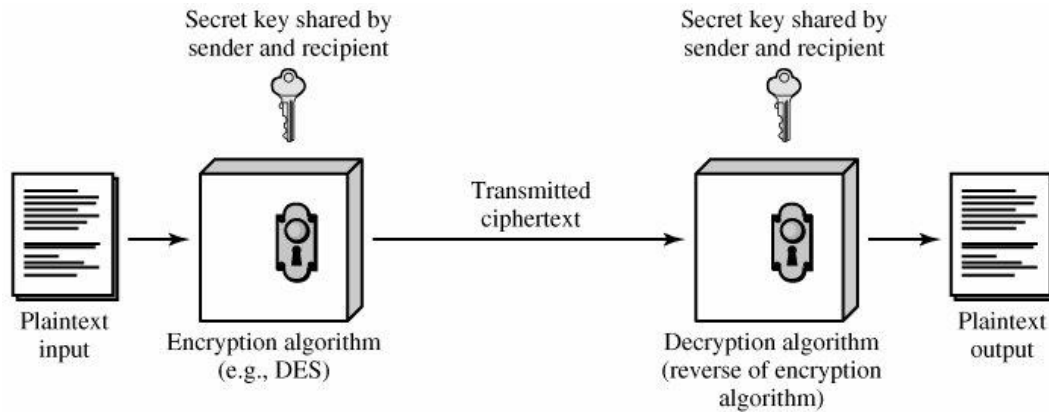 Secret key shared by
sender and recipient
Secret key shared by
sender and recipient
Transmitted
ciphertext
Plaintext
input
Encryption algorithm
(e.g., DES)
Decryption algorithm
(reverse of encryption
algorithm)
Plaintext
output